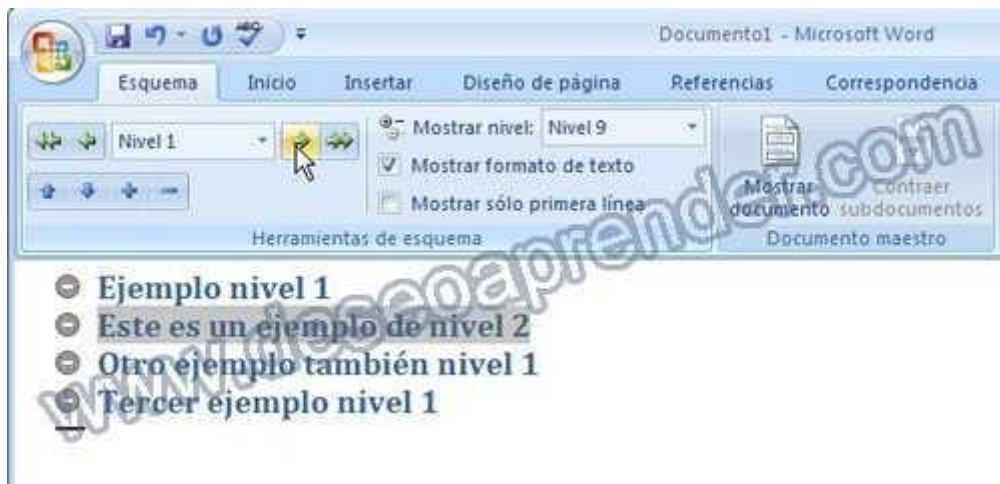 Documento1 - Microsoft Word
Esquema Inicio Insertar Diseño de página Referencias Correspondencia
Nivel 1 Mostrar nivel: Nivel 9
Mostrar formato de texto
Mostrar sólo primera línea
Mostrar documento
Contraer subdocumentos
Herramientas de esquema Documento maestro
Ejemplo nivel 1
Este es un ejemplo de nivel 2
Otro ejemplo también nivel 1
Tercer ejemplo nivel 1
www.deseoaprender.com